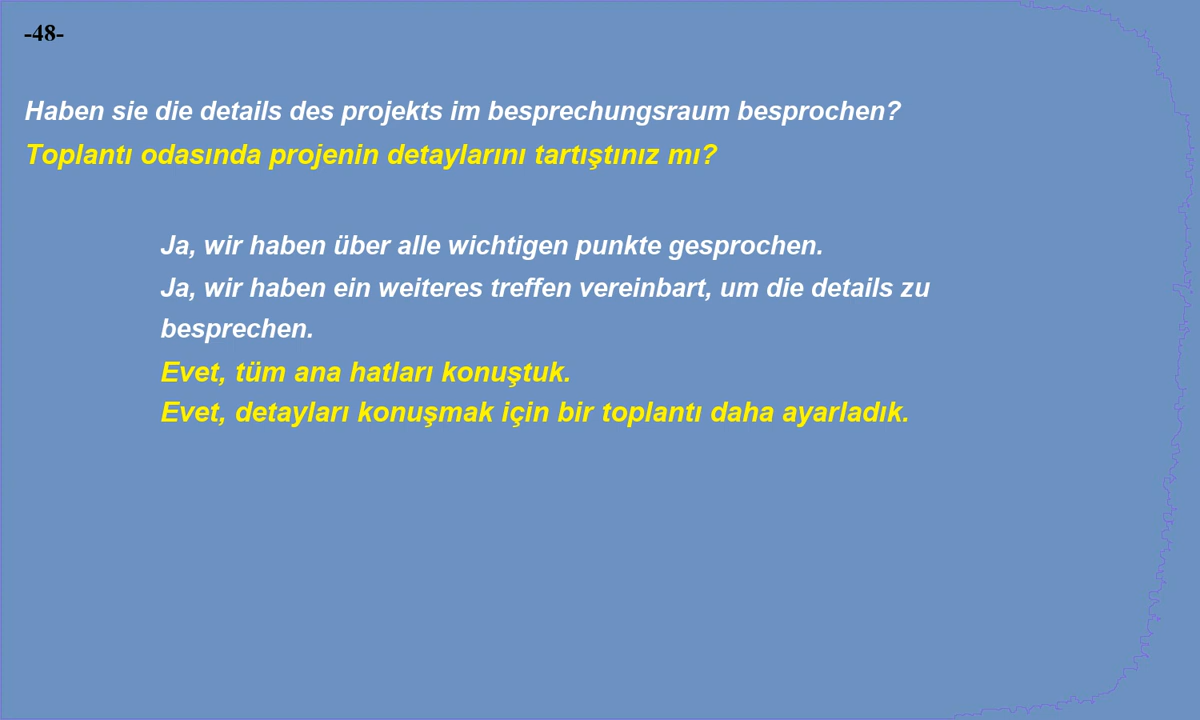 -48-
Haben sie die details des projekts im besprechungsraum besprochen?
Toplantı odasında projenin detaylarını tartıştınız mı?
Ja, wir haben über alle wichtigen punkte gesprochen.
Ja, wir haben ein weiteres treffen vereinbart, um die details zu
besprechen.
Evet, tüm ana hatları konuştuk.
Evet, detayları konuşmak için bir toplantı daha ayarladık.